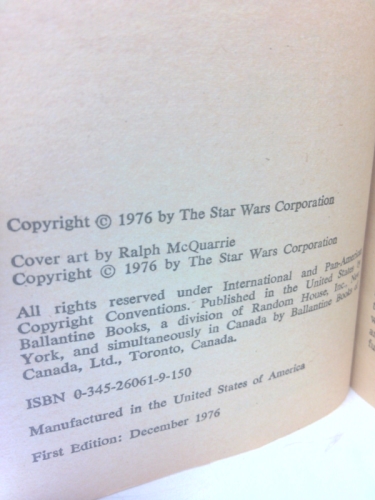 Copyright © 1976 by The Star Wars Corporation
Cover art by Ralph McQuarrie
Copyright © 1976 by The Star Wars Corporation
All rights reserved under International and Pan-American
Copyright Conventions. Published in the United States by
Ballantine Books, a division of Random House, Inc., New
York, and simultaneously in Canada by Ballantine Books of
Canada, Ltd., Toronto, Canada.
ISBN 0-345-26061-9-150
Manufactured in the United States of America
First Edition: December 1976